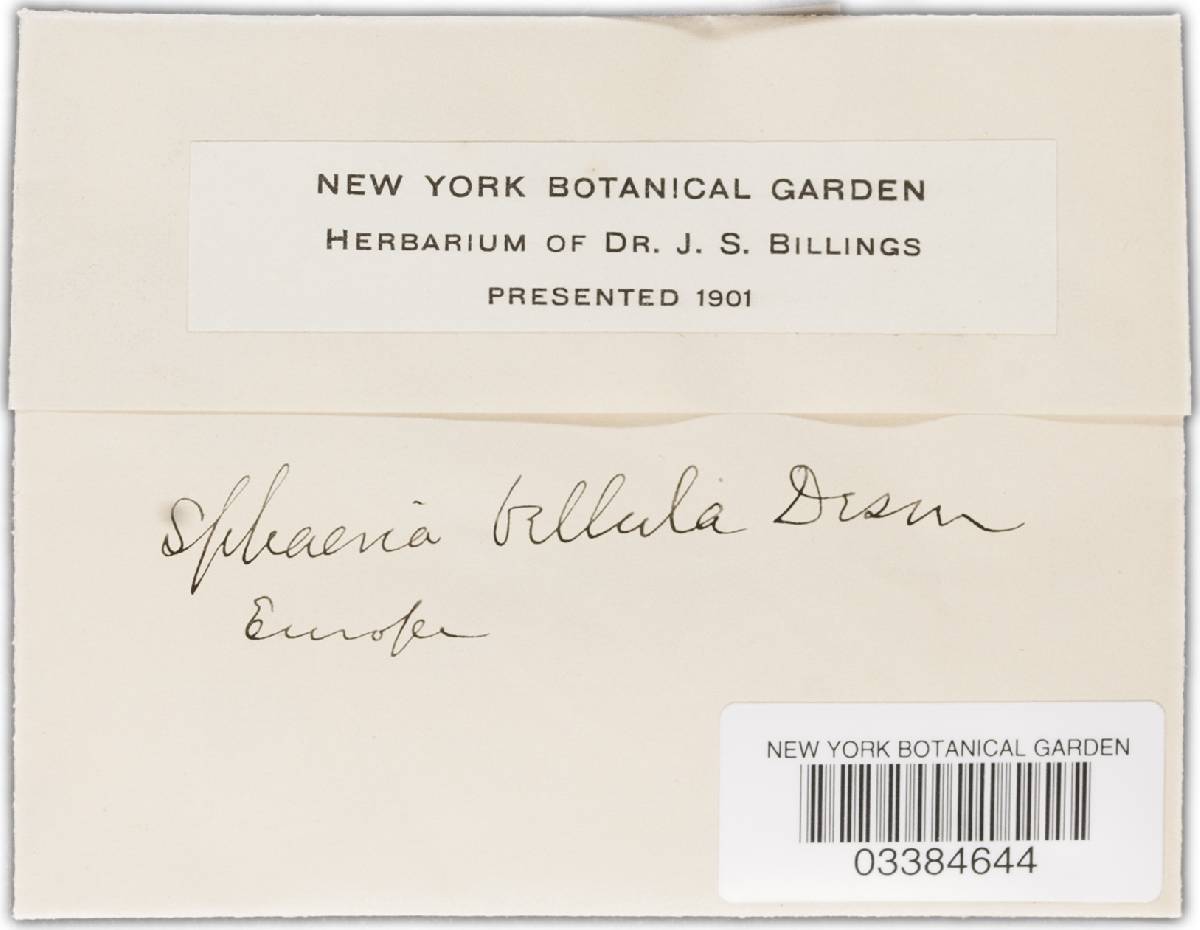 NEW YORK BOTANICAL GARDEN
HERBARIUM OF DR. J. S. BILLINGS
PRESENTED 1901
Sphaeria bellula Desm
Europe
NEW YORK BOTANICAL GARDEN
03384644